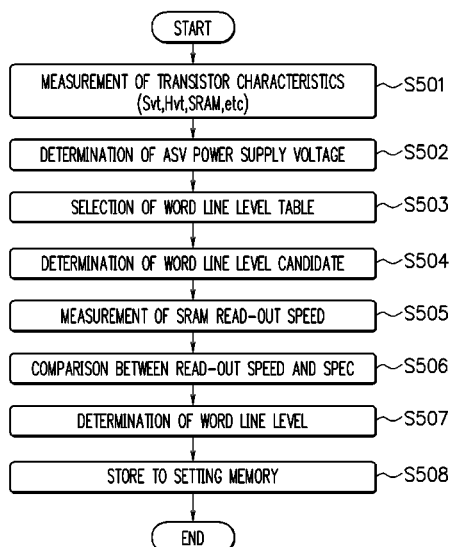 START
MEASUREMENT OF TRANSISTOR CHARACTERISTICS
(Svt,Hvt,SRAM,etc)
S501
DETERMINATION OF ASV POWER SUPPLY VOLTAGE
S502
SELECTION OF WORD LINE LEVEL TABLE
S503
DETERMINATION OF WORD LINE LEVEL CANDIDATE
S504
MEASUREMENT OF SRAM READ-OUT SPEED
S505
COMPARISON BETWEEN READ-OUT SPEED AND SPEC
S506
DETERMINATION OF WORD LINE LEVEL
S507
STORE TO SETTING MEMORY
S508
END